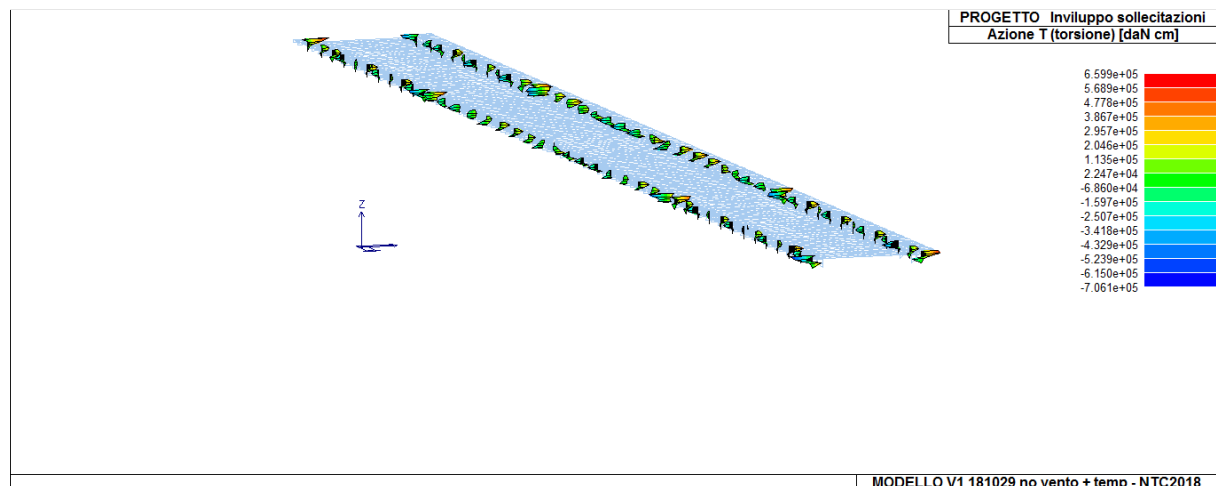 PROGETTO Inviluppo sollecitazioni
Azione T (torsione) [daN cm]
6.599e+05
5.689e+05
4.778e+05
3.867e+05
2.957e+05
2.046e+05
1.135e+05
2.247e+04
-6.860e+04
-1.597e+05
-2.507e+05
-3.418e+05
-4.329e+05
-5.239e+05
-6.150e+05
-7.061e+05
Z
MODELLO V1 181029 no vento + temp - NTC2018